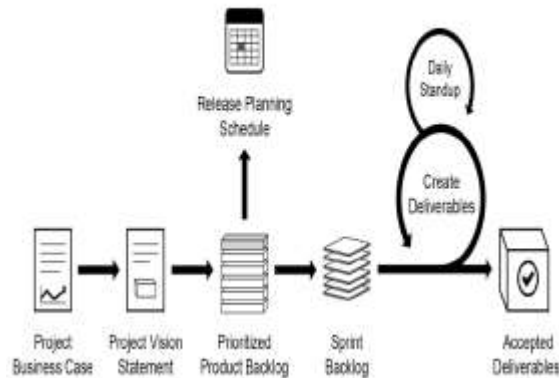 Release Planning
Schedule
Daily
Standup
Create
Deliverables
Project
Business Case
Project Vision
Statement
Prioritized
Product Backlog
Sprint
Backlog
Accepted
Deliverables